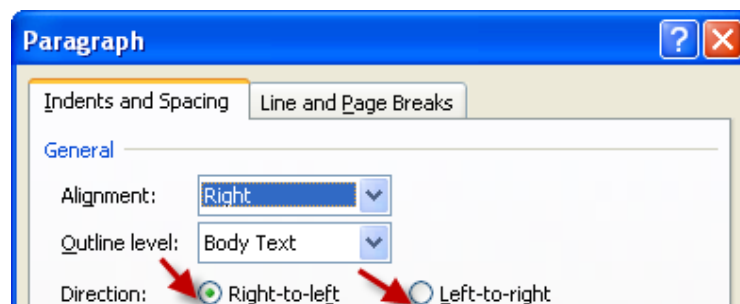 Paragraph
Indents and Spacing Line and Page Breaks
General
Alignment: Right
Outline level: Body Text
Direction: Right-to-left Left-to-right